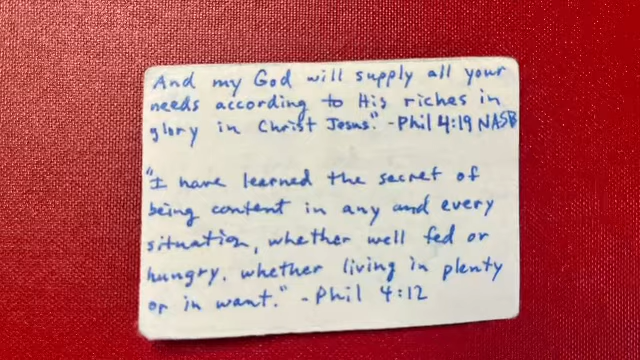 And my God will supply all your
needs according to His riches in
glory in Christ Jesus." -Phil 4:19 NASB
"I have learned the secret of
being content in any and every
situation, whether well fed or
hungry. whether living in plenty
or in want." -Phil 4:12